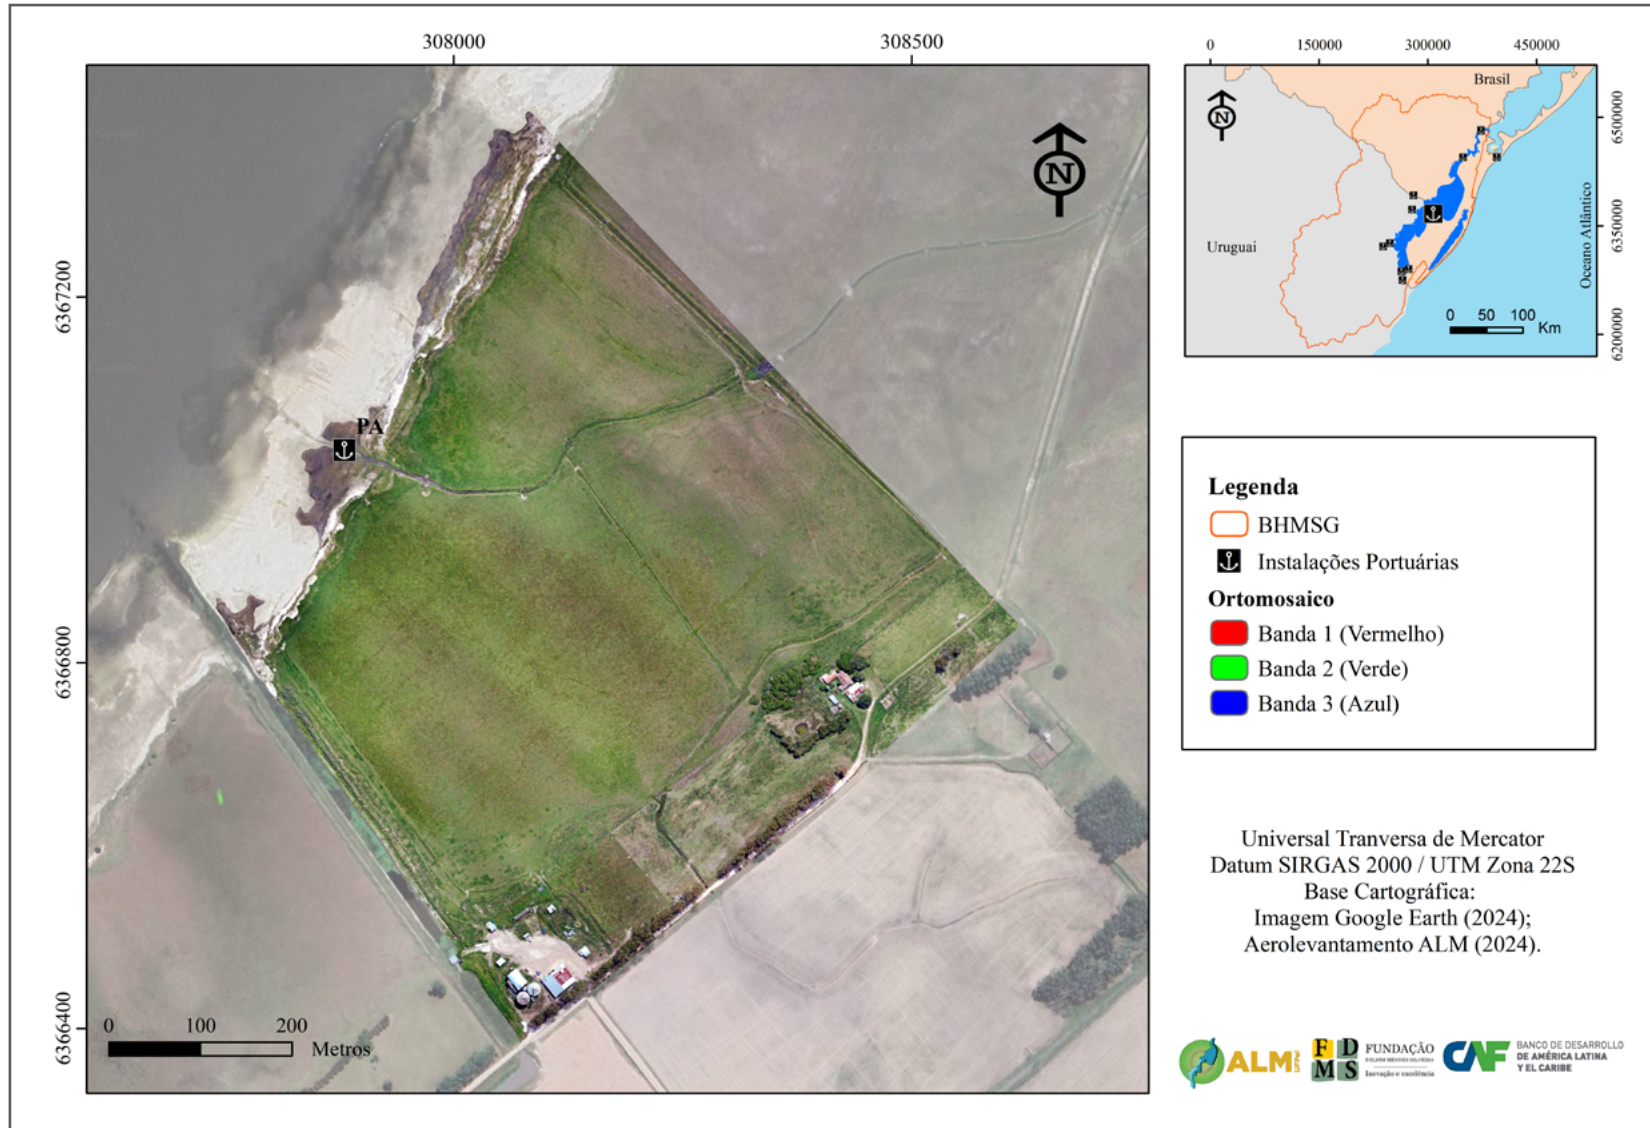 308000
308500
6367200
6366800
6366400
PA
N
0 100 200
Metros
0 150000 300000 450000
Brasil
Uruguai
Oceano Atlântico
N
0 50 100
Km
6500000
6350000
6200000
Legenda
BHMSG
Instalações Portuárias
Ortomosaico
Banda 1 (Vermelho)
Banda 2 (Verde)
Banda 3 (Azul)
Universal Tranversa de Mercator
Datum SIRGAS 2000 / UTM Zona 22S
Base Cartográfica:
Imagem Google Earth (2024);
Aerolevantamento ALM (2024).
ALM
F D
M S
FUNDAÇÃO
Inovação e excelência
CAF
BANCO DE DESARROLLO
DE AMÉRICA LATINA
Y EL CARIBE